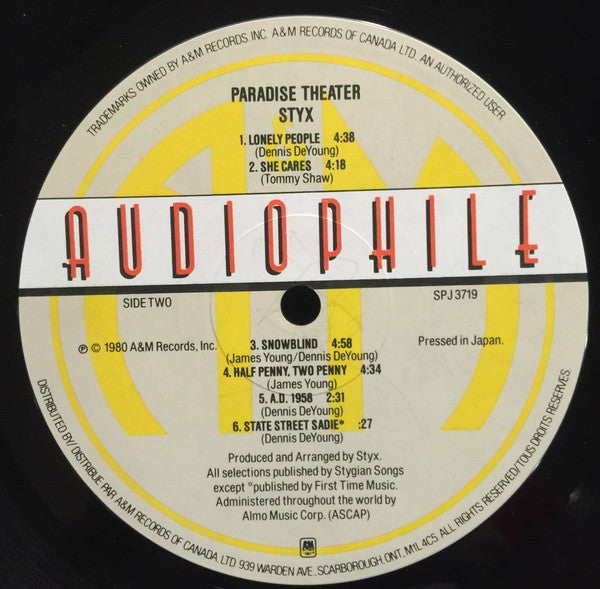 TRADEMARKS OWNED BY A&M RECORDS. INC. A&M RECORDS OF CANADA LTD. AN AUTHORIZED USER
PARADISE THEATER
STYX
1. LONELY PEOPLE 4:38
(Dennis DeYoung)
2. SHE CARES 4:18
(Tommy Shaw)
AUDIOPHILE
SIDE TWO
SPJ 3719
℗ © 1980 A&M Records, Inc.
Pressed in Japan.
3. SNOWBLIND 4:58
(James Young/Dennis DeYoung)
4. HALF PENNY, TWO PENNY 4:34
(James Young)
5. A.D. 1958 2:31
(Dennis DeYoung)
6. STATE STREET SADIE* :27
(Dennis DeYoung)
Produced and Arranged by Styx.
All selections published by Stygian Songs
except *published by First Time Music.
Administered throughout the world by
Almo Music Corp. (ASCAP)
A&M
DISTRIBUTED BY/DISTRIBUE PAR A&M RECORDS OF CANADA, LTD. 939 WARDEN AVE., SCARBOROUGH, ONT. M1L 4C5. ALL RIGHTS RESERVED/TOUS DROITS RESERVES.